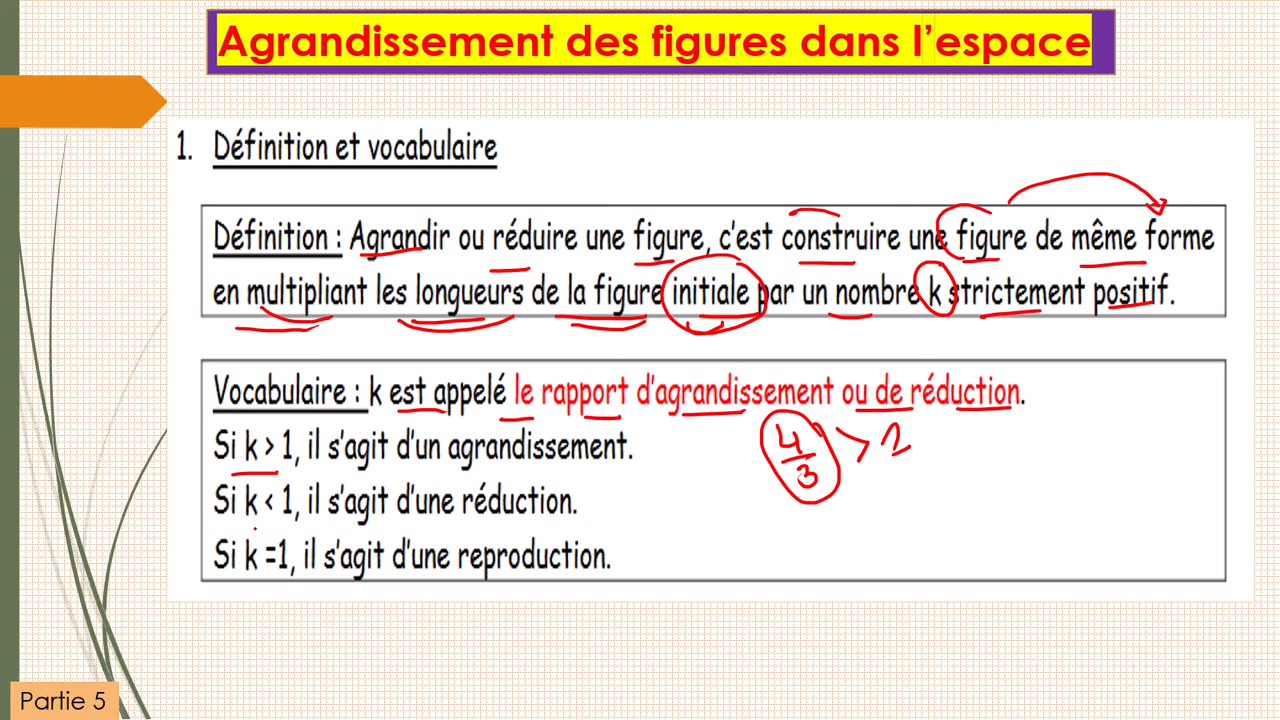 Agrandissement des figures dans l’espace
1. Définition et vocabulaire
Définition : Agrandir ou réduire une figure, c’est construire une figure de même forme
en multipliant les longueurs de la figure initiale par un nombre k strictement positif.
Vocabulaire : k est appelé le rapport d’agrandissement ou de réduction.
Si k > 1, il s’agit d’un agrandissement.
4/3 > 1
Si k < 1, il s’agit d’une réduction.
Si k =1, il s’agit d’une reproduction.
Partie 5